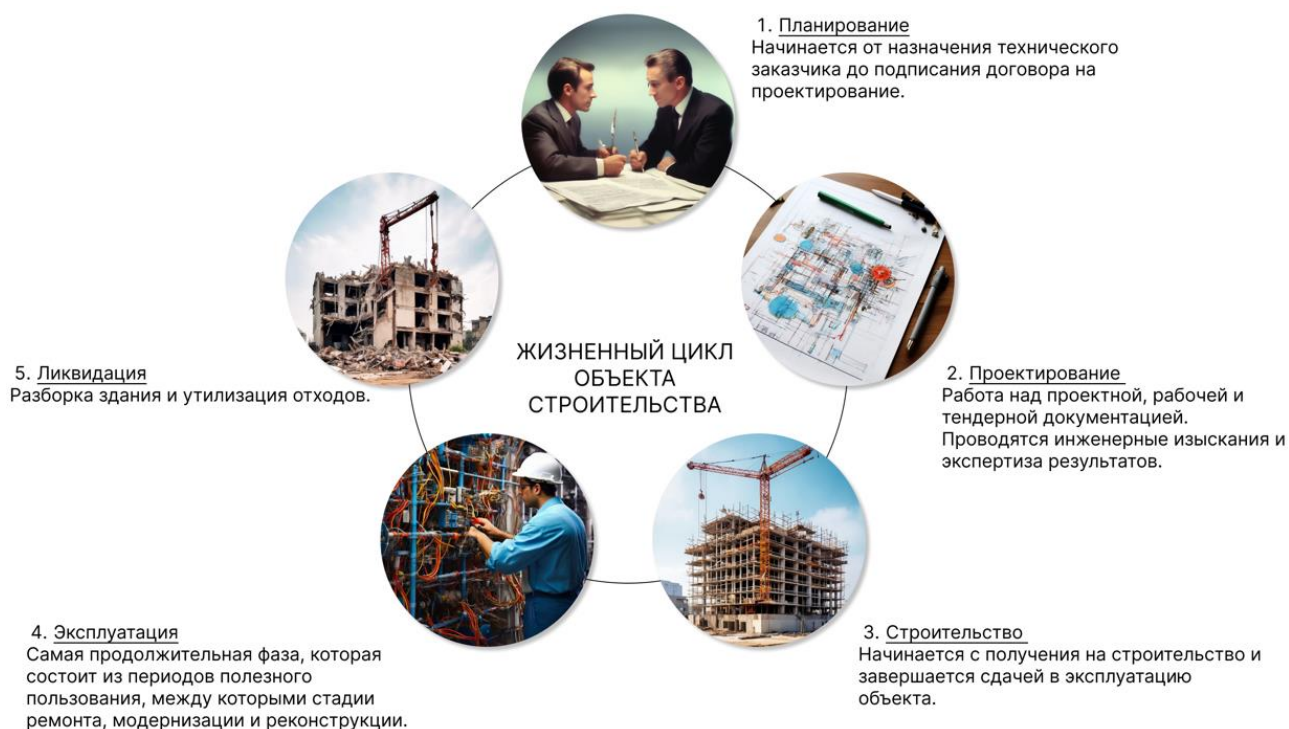 1. Планирование
Начинается от назначения технического
заказчика до подписания договора на
проектирование.
ЖИЗНЕННЫЙ ЦИКЛ
ОБЪЕКТА
СТРОИТЕЛЬСТВА
2. Проектирование
Работа над проектной, рабочей и
тендерной документацией.
Проводятся инженерные изыскания и
экспертиза результатов.
3. Строительство
Начинается с получения на строительство и
завершается сдачей в эксплуатацию
объекта.
4. Эксплуатация
Самая продолжительная фаза, которая
состоит из периодов полезного
пользования, между которыми стадии
ремонта, модернизации и реконструкции.
5. Ликвидация
Разборка здания и утилизация отходов.